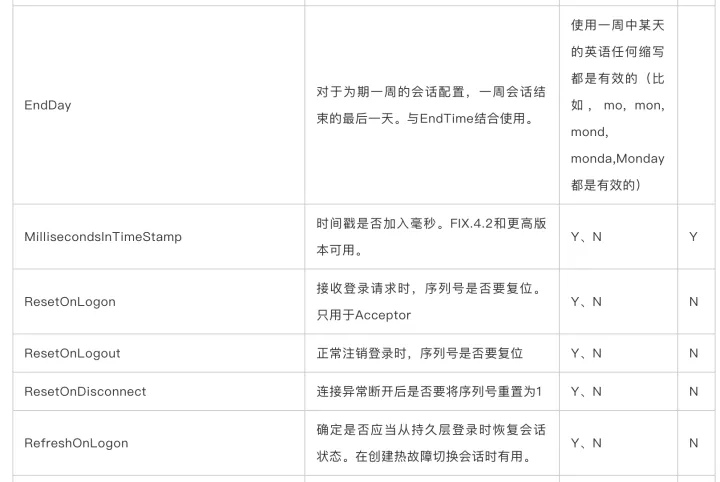 使用一周中某天
的英语任何缩写
都是有效的（比
如， mo, mon,
mond,
monda,Monday
都是有效的）
EndDay
对于为期一周的会话配置，一周会话结
束的最后一天。与EndTime结合使用。
MillisecondsInTimeStamp
时间戳是否加入毫秒。FIX.4.2和更高版
本可用。
Y、N
Y
ResetOnLogon
接收登录请求时，序列号是否要复位。
只用于Acceptor
Y、N
N
ResetOnLogout
正常注销登录时，序列号是否要复位
Y、N
N
ResetOnDisconnect
连接异常断开后是否要将序列号重置为1
Y、N
N
RefreshOnLogon
确定是否应当从持久层登录时恢复会话
状态。在创建热故障切换会话时有用。
Y、N
N